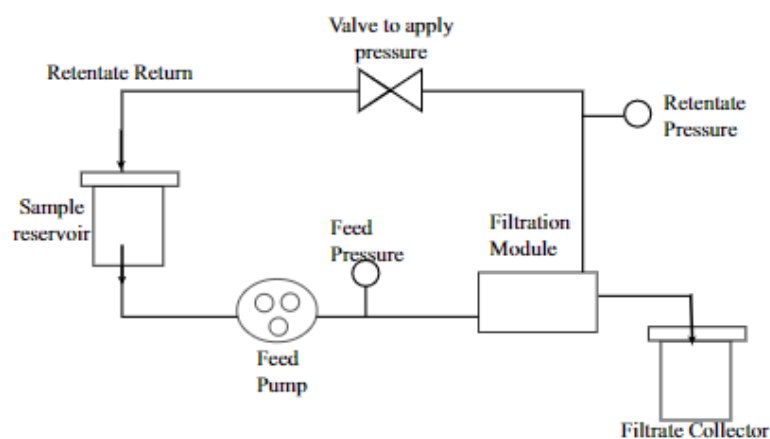 Valve to apply
pressure
Retentate Return
Retentate
Pressure
Sample
reservoir
Feed
Pressure
Filtration
Module
Feed
Pump
Filtrate Collector